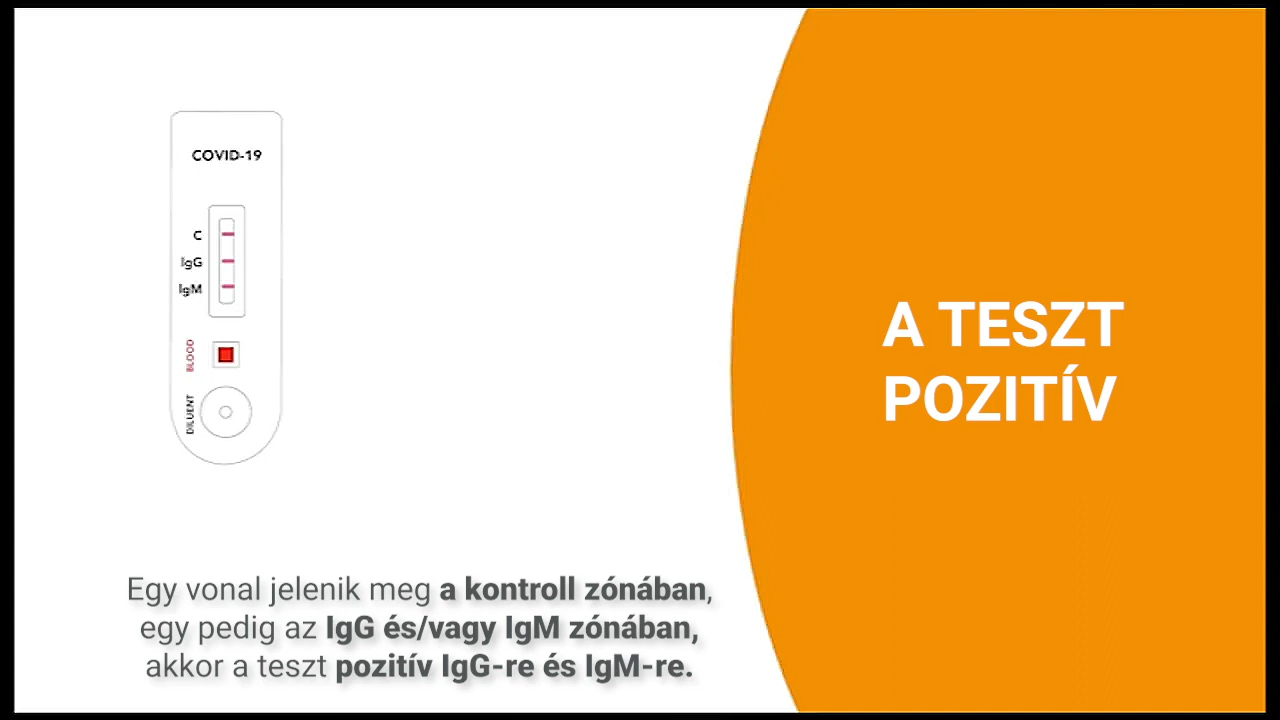 COVID-19
C
IgG
IgM
BLOOD
DILUENT
A TESZT
POZITÍV
Egy vonal jelenik meg a kontroll zónában,
egy pedig az IgG és/vagy IgM zónában,
akkor a teszt pozitív IgG-re és IgM-re.